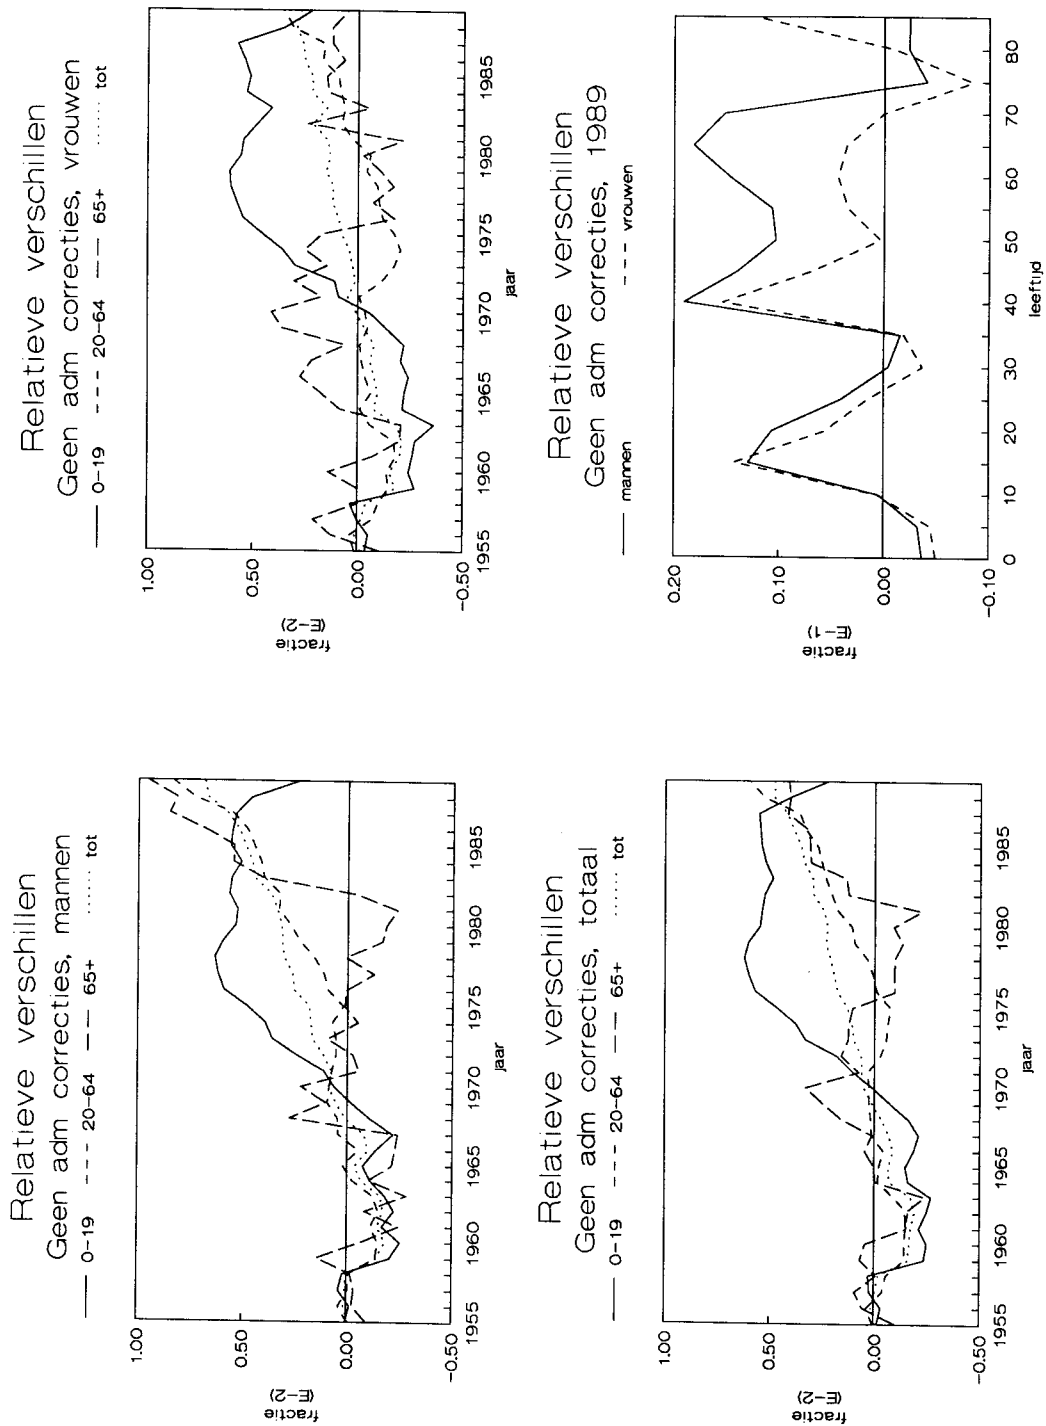 Relatieve verschillen
Geen adm correcties, mannen
0-19 20-64 65+ tot
1.00
0.50
0.00
-0.50
fractie
(E-2)
1955 1960 1965 1970 1975 1980 1985
jaar
Relatieve verschillen
Geen adm correcties, vrouwen
0-19 20-64 65+ tot
1.00
0.50
0.00
-0.50
fractie
(E-2)
1955 1960 1965 1970 1975 1980 1985
jaar
Relatieve verschillen
Geen adm correcties, totaal
0-19 20-64 65+ tot
1.00
0.50
0.00
-0.50
fractie
(E-2)
1955 1960 1965 1970 1975 1980 1985
jaar
Relatieve verschillen
Geen adm correcties, 1989
mannen vrouwen
0.20
0.10
0.00
-0.10
fractie
(E-1)
0 10 20 30 40 50 60 70 80
leeftijd